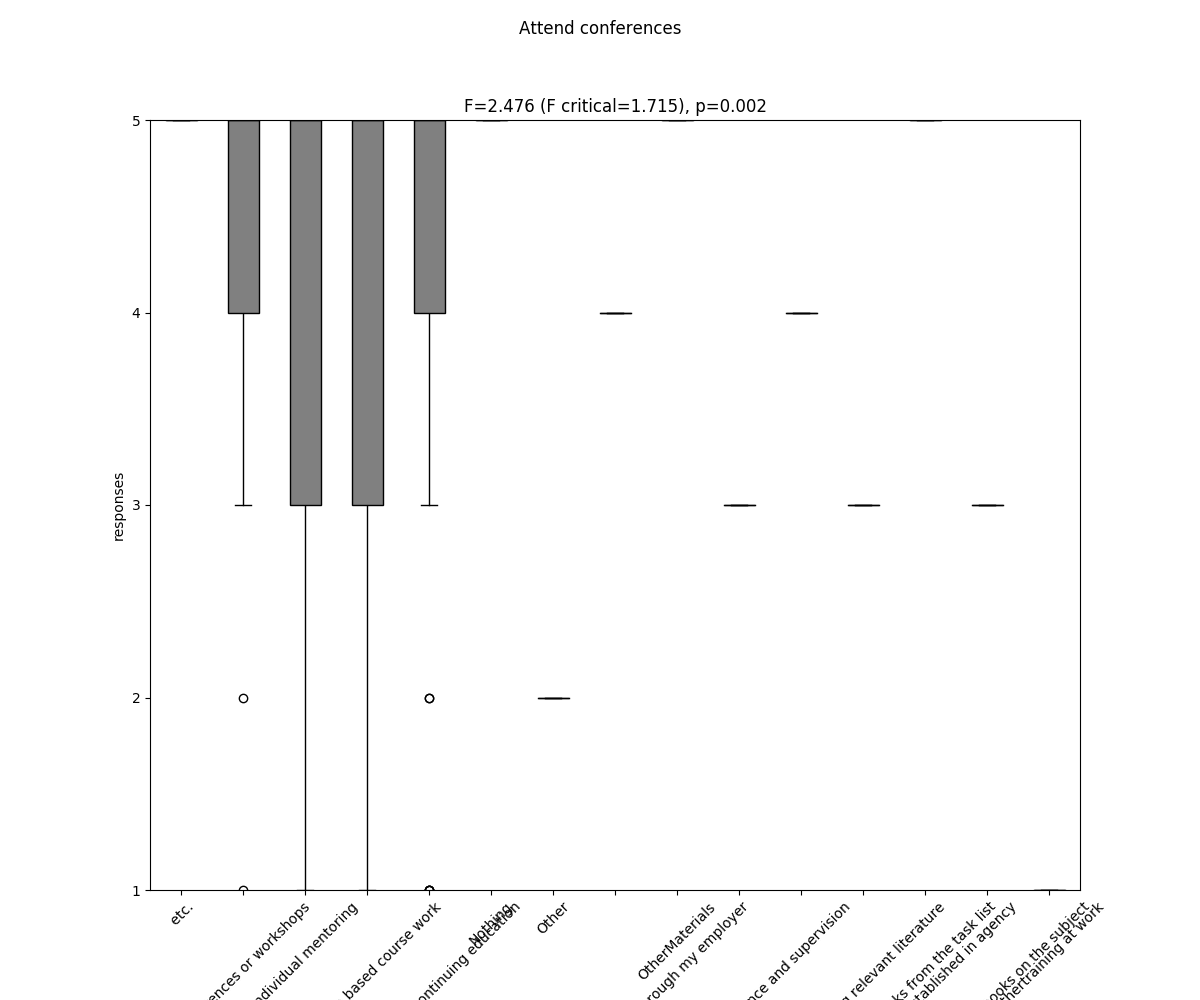 Attend conferences
F=2.476 (F critical=1.715), p=0.002
5
4
3
2
1
responses
etc.
ences or workshops
ndividual mentoring
based course work
ontinuing education
Nothing
Other
OtherMaterials
rough my employer
nce and supervision
g relevant literature
ks from the task list
tablished in agency
ooks on the subject
hertraining at work